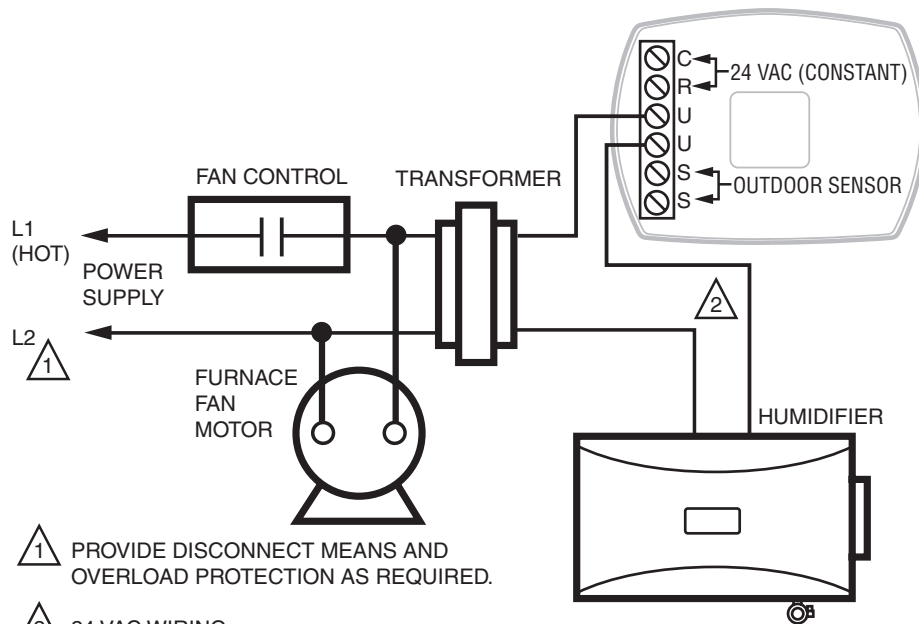 C
R
24 VAC (CONSTANT)
U
U
S
S
OUTDOOR SENSOR
FAN CONTROL
TRANSFORMER
L1
(HOT)
POWER
SUPPLY
L2
1
2
FURNACE
FAN
MOTOR
HUMIDIFIER
1 PROVIDE DISCONNECT MEANS AND
OVERLOAD PROTECTION AS REQUIRED.
2 24 VAC WIRING